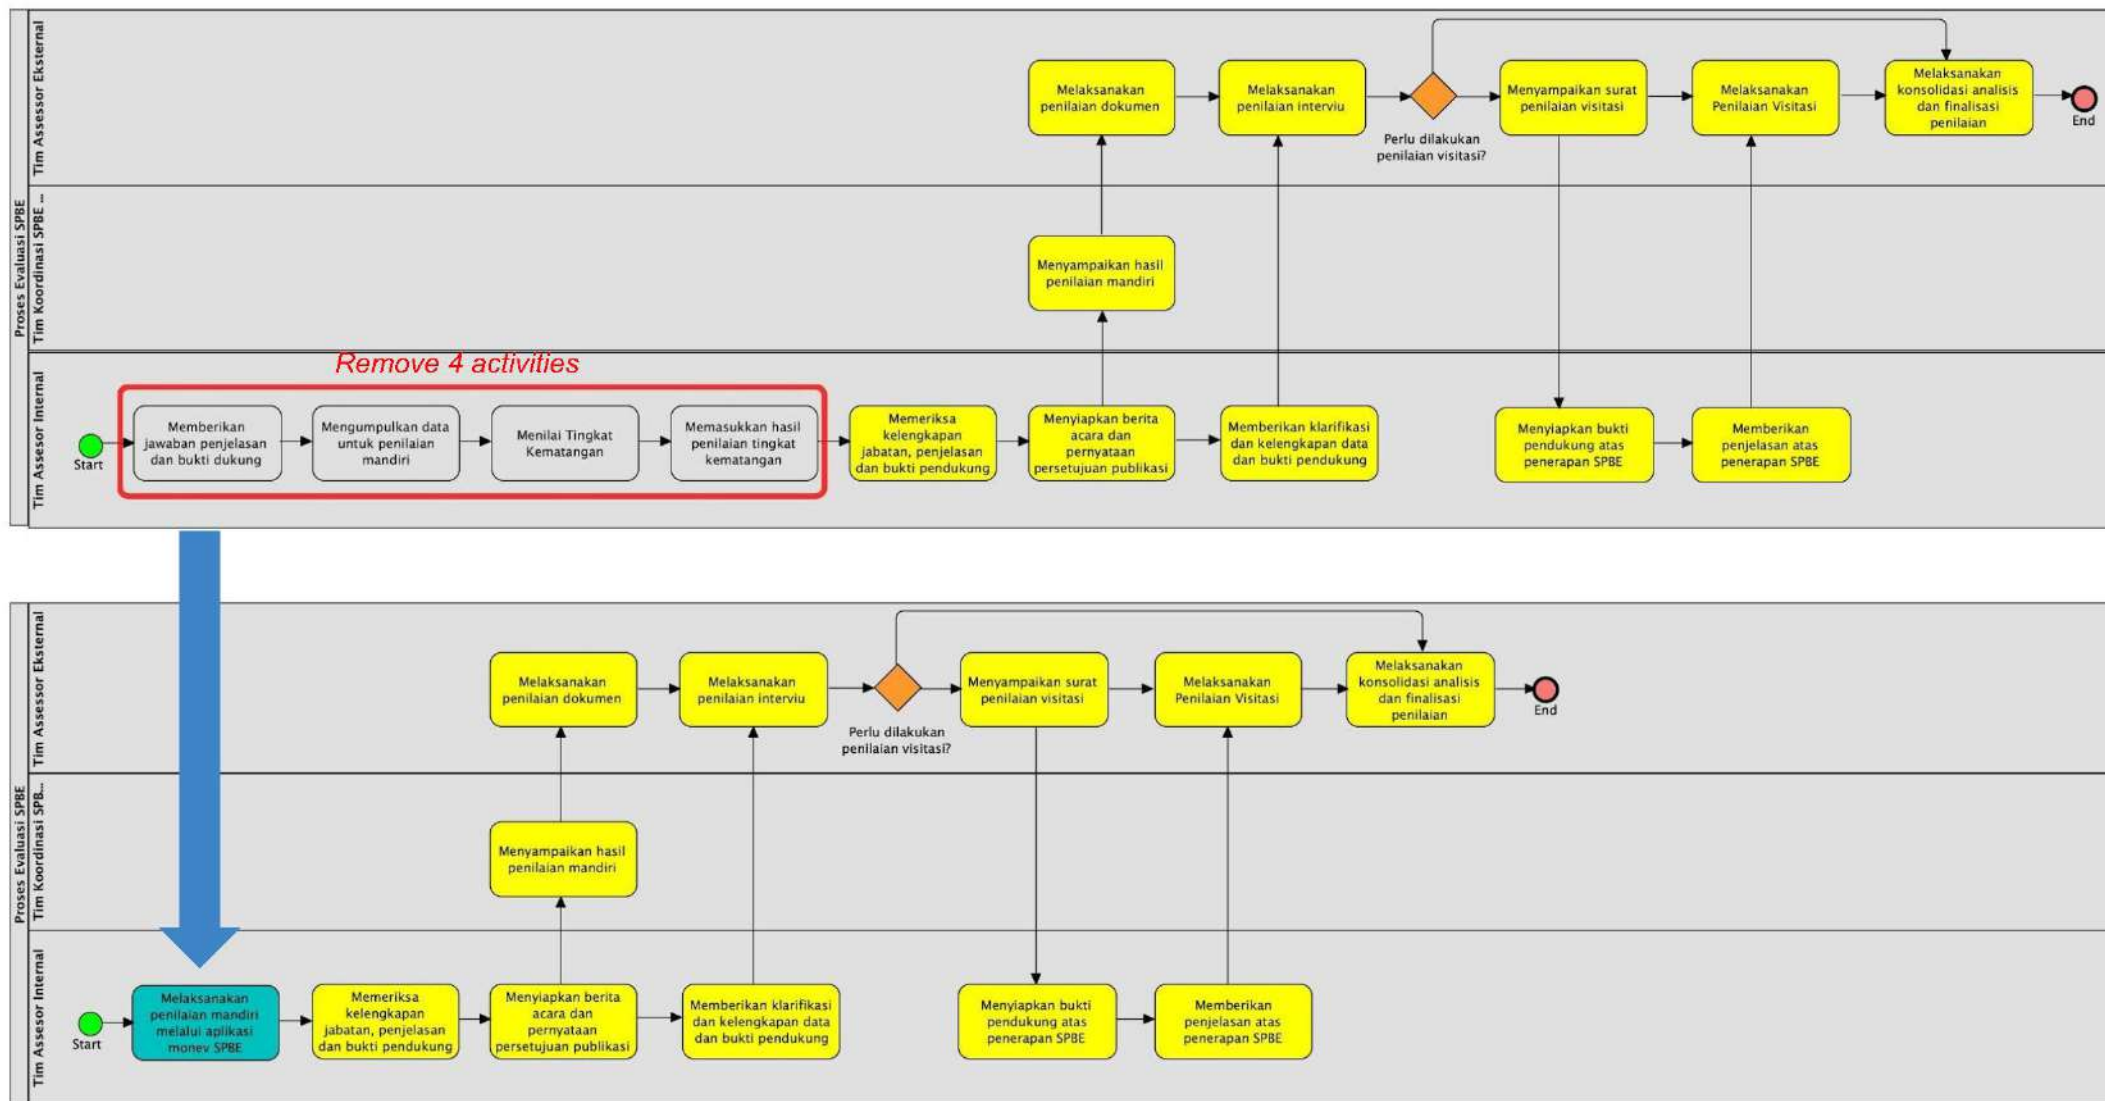 Proses Evaluasi SPBE
Tim Assessor Eksternal
Melaksanakan
penilaian dokumen
Melaksanakan
penilaian interviu
Perlu dilakukan
penilaian visitasi?
Menyampaikan surat
penilaian visitasi
Melaksanakan
Penilaian Visitasi
Melaksanakan
konsolidasi analisis
dan finalisasi
penilaian
End
Tim Koordinasi SPBE ...
Menyampaikan hasil
penilaian mandiri
Tim Assessor Internal
Remove 4 activities
Start
Memberikan
jawaban penjelasan
dan bukti dukung
Mengumpulkan data
untuk penilaian
mandiri
Menilai Tingkat
Kematangan
Memasukkan hasil
penilaian tingkat
kematangan
Memeriksa
kelengkapan
jabatan, penjelasan
dan bukti pendukung
Menyiapkan berita
acara dan
pernyataan
persetujuan publikasi
Memberikan klarifikasi
dan kelengkapan data
dan bukti pendukung
Menyiapkan bukti
pendukung atas
penerapan SPBE
Memberikan
penjelasan atas
penerapan SPBE
Proses Evaluasi SPBE
Tim Assessor Eksternal
Melaksanakan
penilaian dokumen
Melaksanakan
penilaian interviu
Perlu dilakukan
penilaian visitasi?
Menyampaikan surat
penilaian visitasi
Melaksanakan
Penilaian Visitasi
Melaksanakan
konsolidasi analisis
dan finalisasi
penilaian
End
Tim Koordinasi SPB...
Menyampaikan hasil
penilaian mandiri
Tim Assessor Internal
Start
Melaksanakan
penilaian mandiri
melalui aplikasi
monev SPBE
Memeriksa
kelengkapan
jabatan, penjelasan
dan bukti pendukung
Menyiapkan berita
acara dan
pernyataan
persetujuan publikasi
Memberikan klarifikasi
dan kelengkapan data
dan bukti pendukung
Menyiapkan bukti
pendukung atas
penerapan SPBE
Memberikan
penjelasan atas
penerapan SPBE